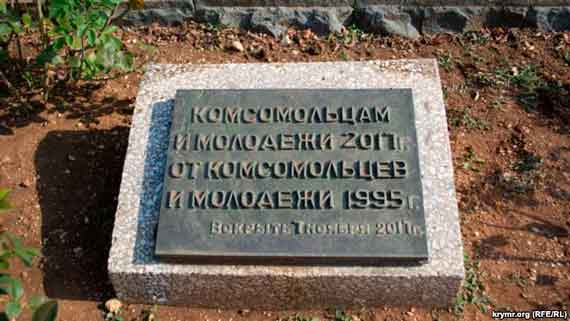 КОМСОМОЛЬЦАМ
И МОЛОДЕЖИ 2017г.
ОТ КОМСОМОЛЬЦЕВ
И МОЛОДЕЖИ 1995г.
Вскрыть 7 ноября 2017г.
krymr.org (RFE/RL)